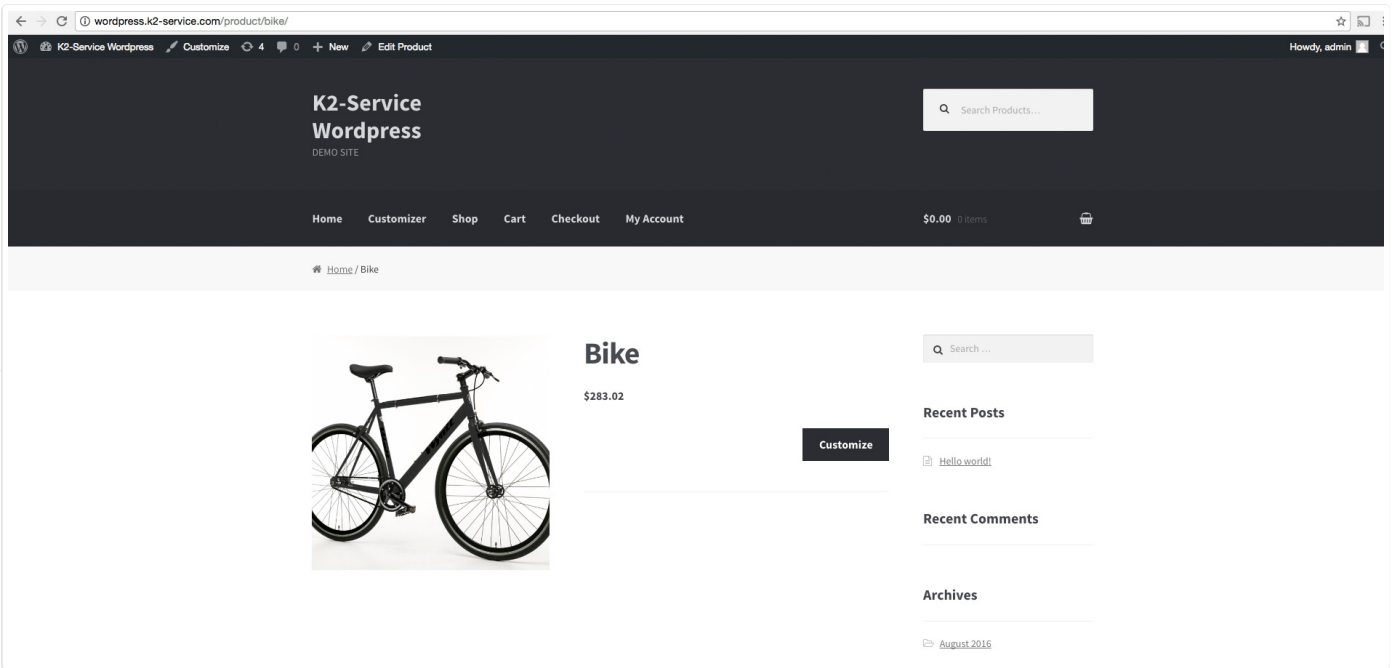 wordpress.k2-service.com/product/bike/
K2-Service Wordpress Customize 4 0 New Edit Product Howdy, admin
K2-Service
Wordpress
DEMO SITE
Search Products...
Home Customizer Shop Cart Checkout My Account $0.00 0 items
Home / Bike
Bike
$283.02
Customize
Search ...
Recent Posts
Hello world!
Recent Comments
Archives
August 2016